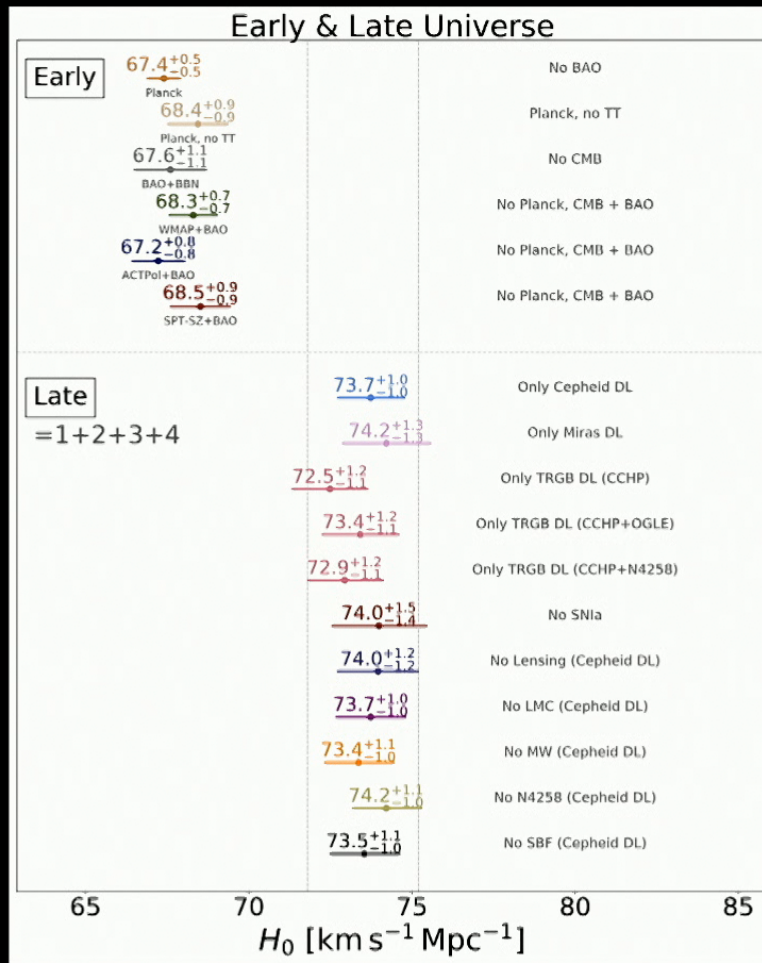 Early & Late Universe
Early
67.4+0.5−0.5
Planck
No BAO
68.4+0.9−0.9
Planck, no TT
Planck, no TT
67.6+1.1−1.1
BAO+BBN
No CMB
68.3+0.7−0.7
WMAP+BAO
No Planck, CMB + BAO
67.2+0.8−0.8
ACTPol+BAO
No Planck, CMB + BAO
68.5+0.9−0.9
SPT-SZ+BAO
No Planck, CMB + BAO
Late
=1+2+3+4
73.7+1.0−1.0
Only Cepheid DL
74.2+1.3−1.3
Only Miras DL
72.5+1.2−1.1
Only TRGB DL (CCHP)
73.4+1.2−1.1
Only TRGB DL (CCHP+OGLE)
72.9+1.2−1.1
Only TRGB DL (CCHP+N4258)
74.0+1.5−1.4
No SNIa
74.0+1.2−1.2
No Lensing (Cepheid DL)
73.7+1.0−1.0
No LMC (Cepheid DL)
73.4+1.1−1.0
No MW (Cepheid DL)
74.2+1.1−1.0
No N4258 (Cepheid DL)
73.5+1.1−1.0
No SBF (Cepheid DL)
65 70 75 80 85
H₀ [km s⁻¹ Mpc⁻¹]